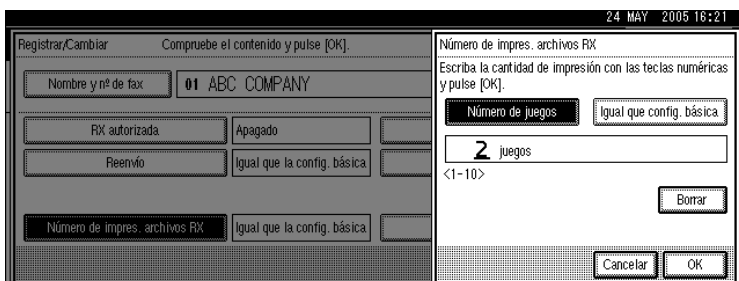 24 MAY 2005 16:21
Registrar/Cambiar Compruebe el contenido y pulse [OK].
Nombre y nº de fax 01 ABC COMPANY
RX autorizada Apagado
Reenvío Igual que la config. básica
Número de impres. archivos RX Igual que la config. básica
Número de impres. archivos RX
Escriba la cantidad de impresión con las teclas numéricas
y pulse [OK].
Número de juegos Igual que config. básica
2 juegos
<1-10>
Borrar
Cancelar OK